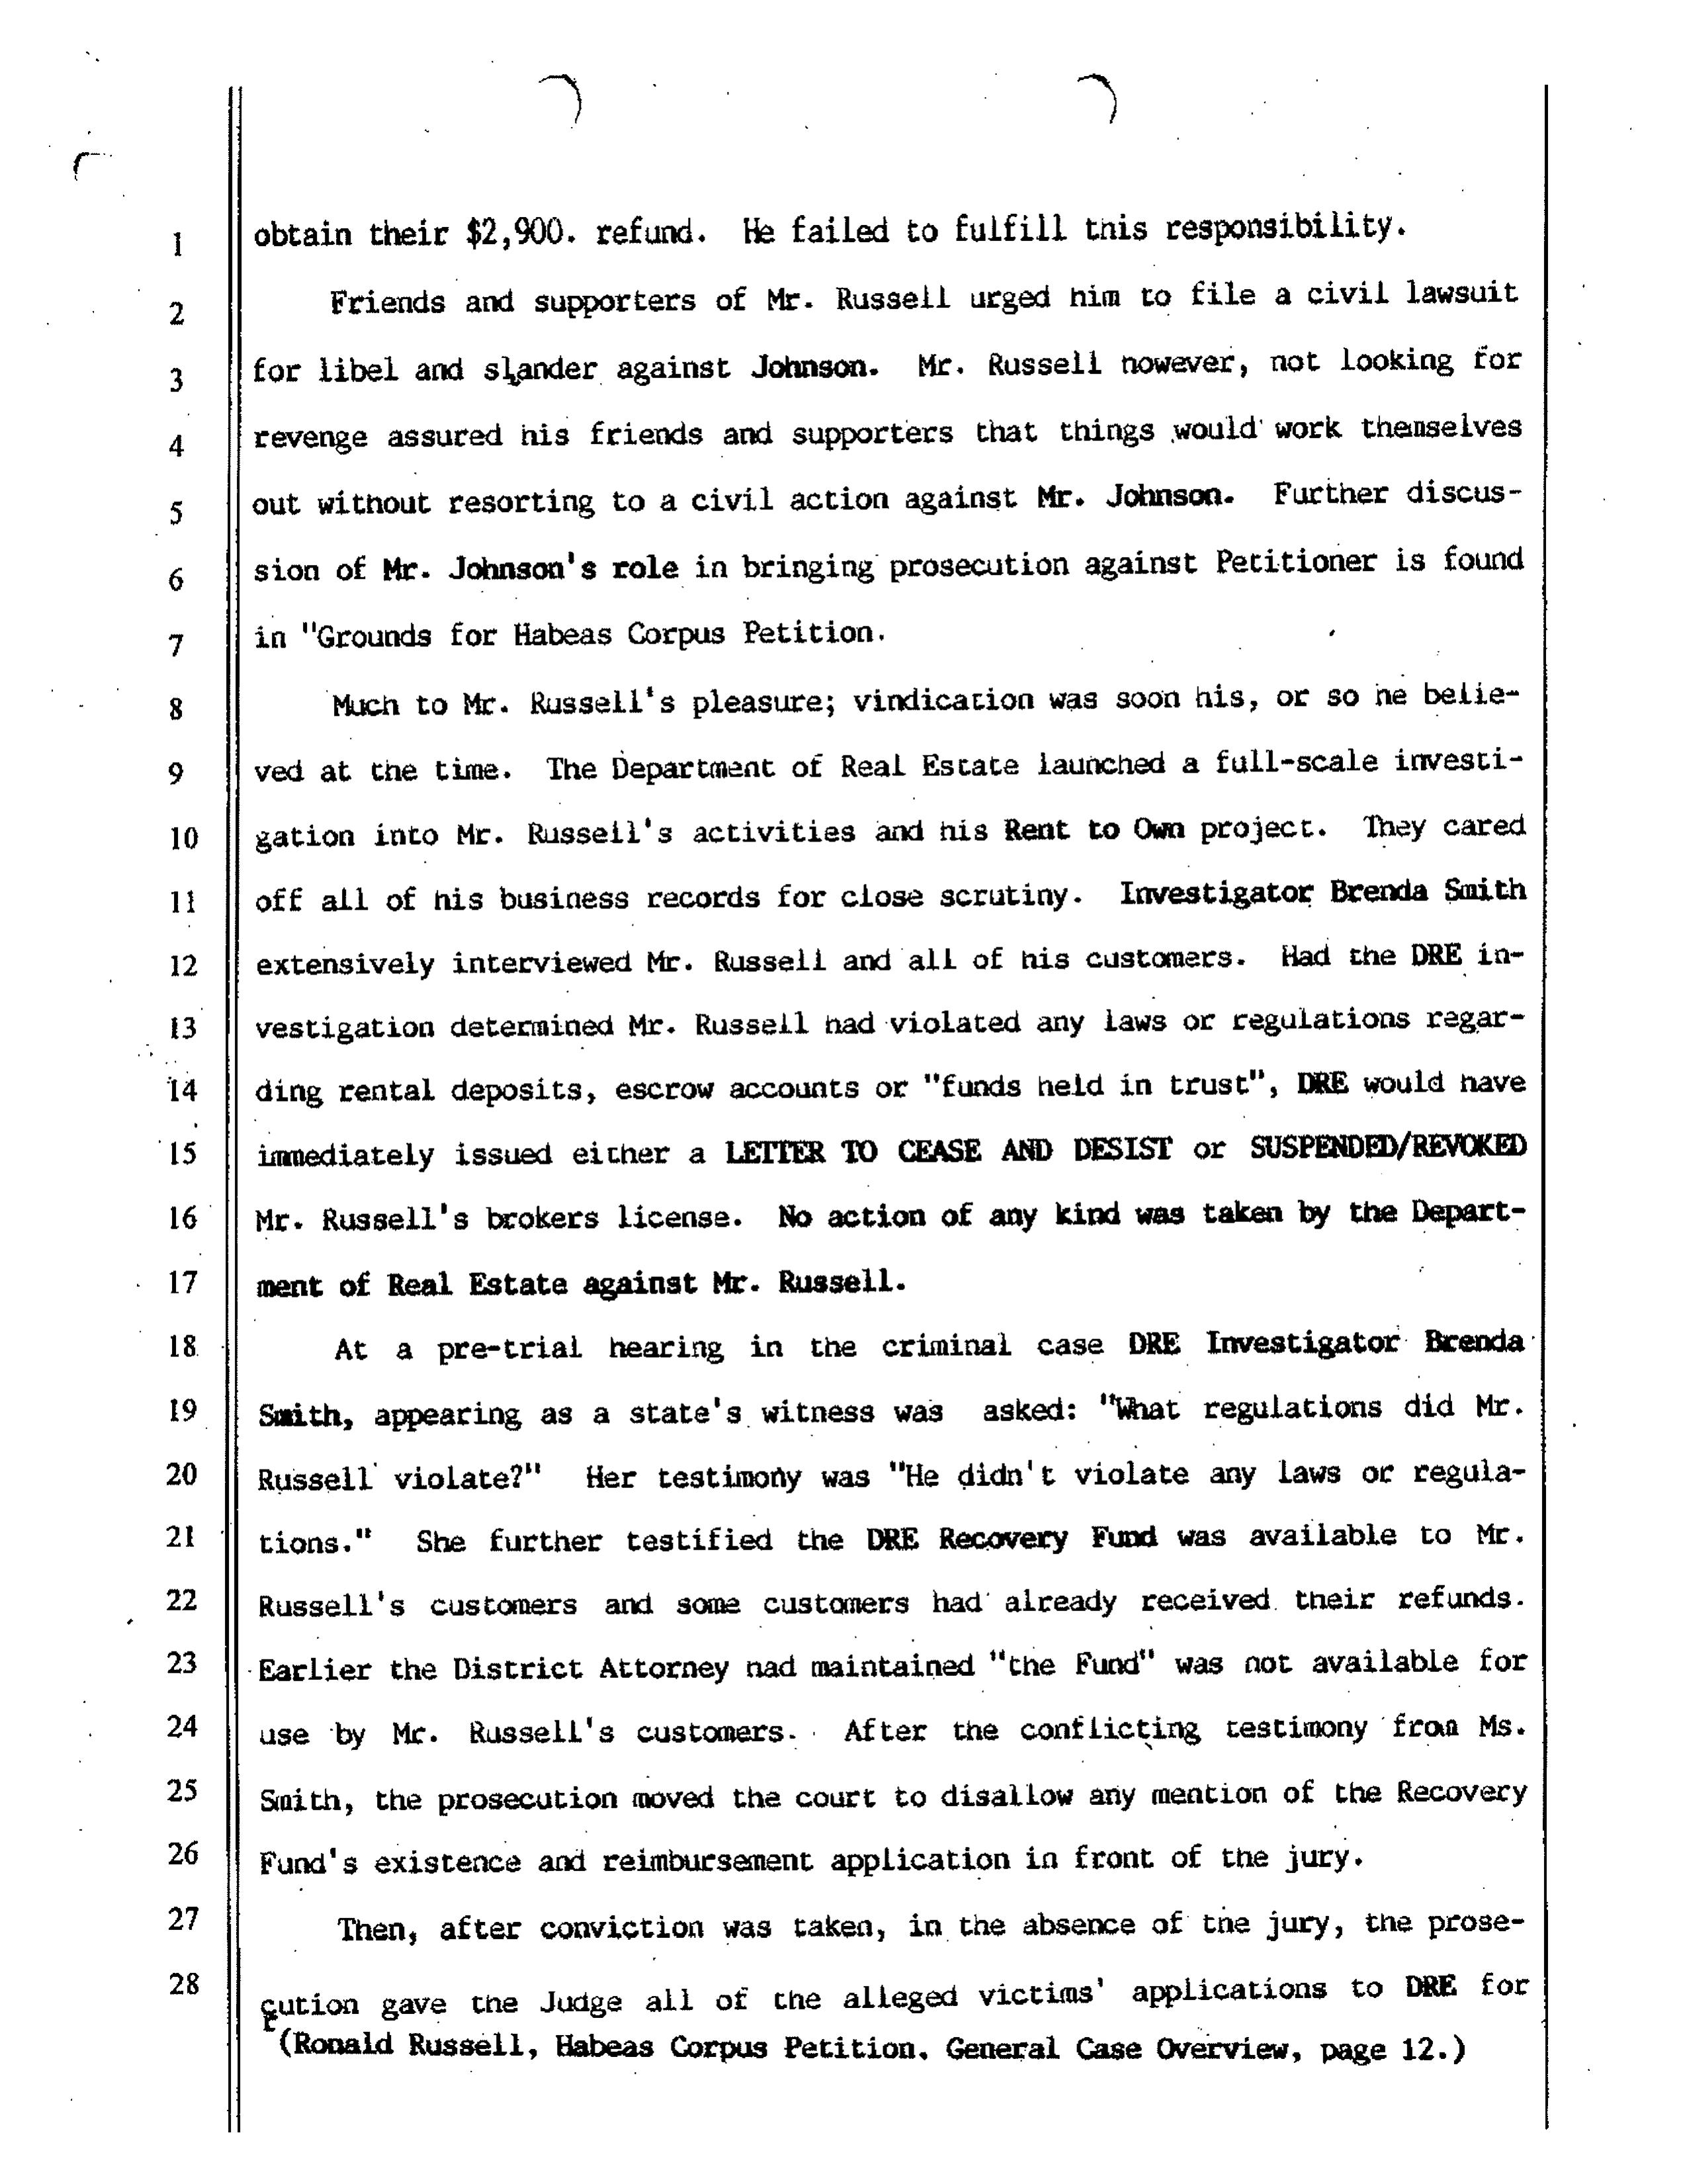 1 obtain their $2,900. refund. He failed to fulfill this responsibility.
2 Friends and supporters of Mr. Russell urged him to file a civil lawsuit
3 for libel and slander against Johnson. Mr. Russell however, not looking for
4 revenge assured his friends and supporters that things would work themselves
5 out without resorting to a civil action against Mr. Johnson. Further discus-
6 sion of Mr. Johnson's role in bringing prosecution against Petitioner is found
7 in "Grounds for Habeas Corpus Petition.
8 Much to Mr. Russell's pleasure; vindication was soon his, or so he belie-
9 ved at the time. The Department of Real Estate launched a full-scale investi-
10 gation into Mr. Russell's activities and his Rent to Own project. They cared
11 off all of his business records for close scrutiny. Investigator Brenda Smith
12 extensively interviewed Mr. Russell and all of his customers. Had the DRE in-
13 vestigation determined Mr. Russell had violated any laws or regulations regar-
14 ding rental deposits, escrow accounts or "funds held in trust", DRE would have
15 immediately issued either a LETTER TO CEASE AND DESIST or SUSPENDED/REVOKED
16 Mr. Russell's brokers license. No action of any kind was taken by the Depart-
17 ment of Real Estate against Mr. Russell.
18 At a pre-trial hearing in the criminal case DRE Investigator Brenda
19 Smith, appearing as a state's witness was asked: "What regulations did Mr.
20 Russell violate?" Her testimony was "He didn't violate any laws or regula-
21 tions." She further testified the DRE Recovery Fund was available to Mr.
22 Russell's customers and some customers had already received their refunds.
23 Earlier the District Attorney had maintained "the Fund" was not available for
24 use by Mr. Russell's customers. After the conflicting testimony from Ms.
25 Smith, the prosecution moved the court to disallow any mention of the Recovery
26 Fund's existence and reimbursement application in front of the jury.
27 Then, after conviction was taken, in the absence of the jury, the prose-
28 cution gave the Judge all of the alleged victims' applications to DRE for
(Ronald Russell, Habeas Corpus Petition. General Case Overview, page 12.)